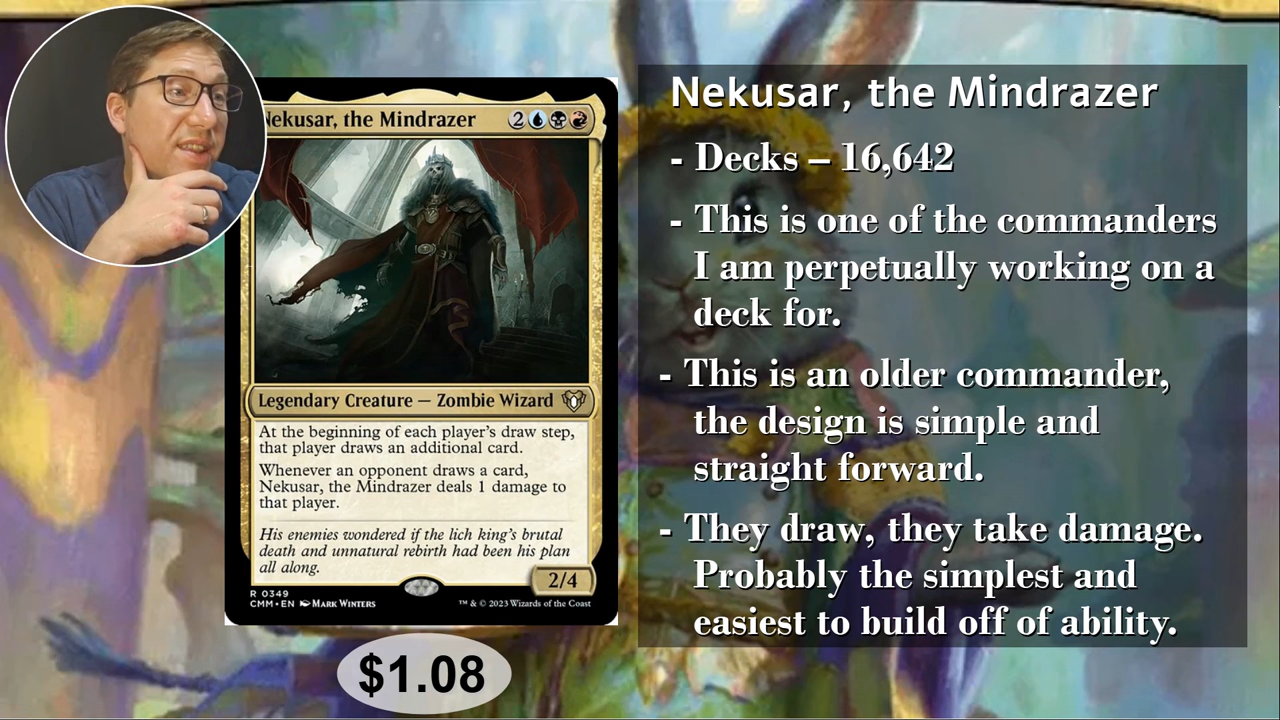 Nekusar, the Mindrazer 2
Legendary Creature — Zombie Wizard
At the beginning of each player's draw step,
that player draws an additional card.
Whenever an opponent draws a card,
Nekusar, the Mindrazer deals 1 damage to
that player.
His enemies wondered if the lich king's brutal
death and unnatural rebirth had been his plan
all along.
2/4
R 0349
CMM • EN Mark Winters
™ & © 2023 Wizards of the Coast
$1.08
Nekusar, the Mindrazer
- Decks – 16,642
- This is one of the commanders
I am perpetually working on a
deck for.
- This is an older commander,
the design is simple and
straight forward.
- They draw, they take damage.
Probably the simplest and
easiest to build off of ability.